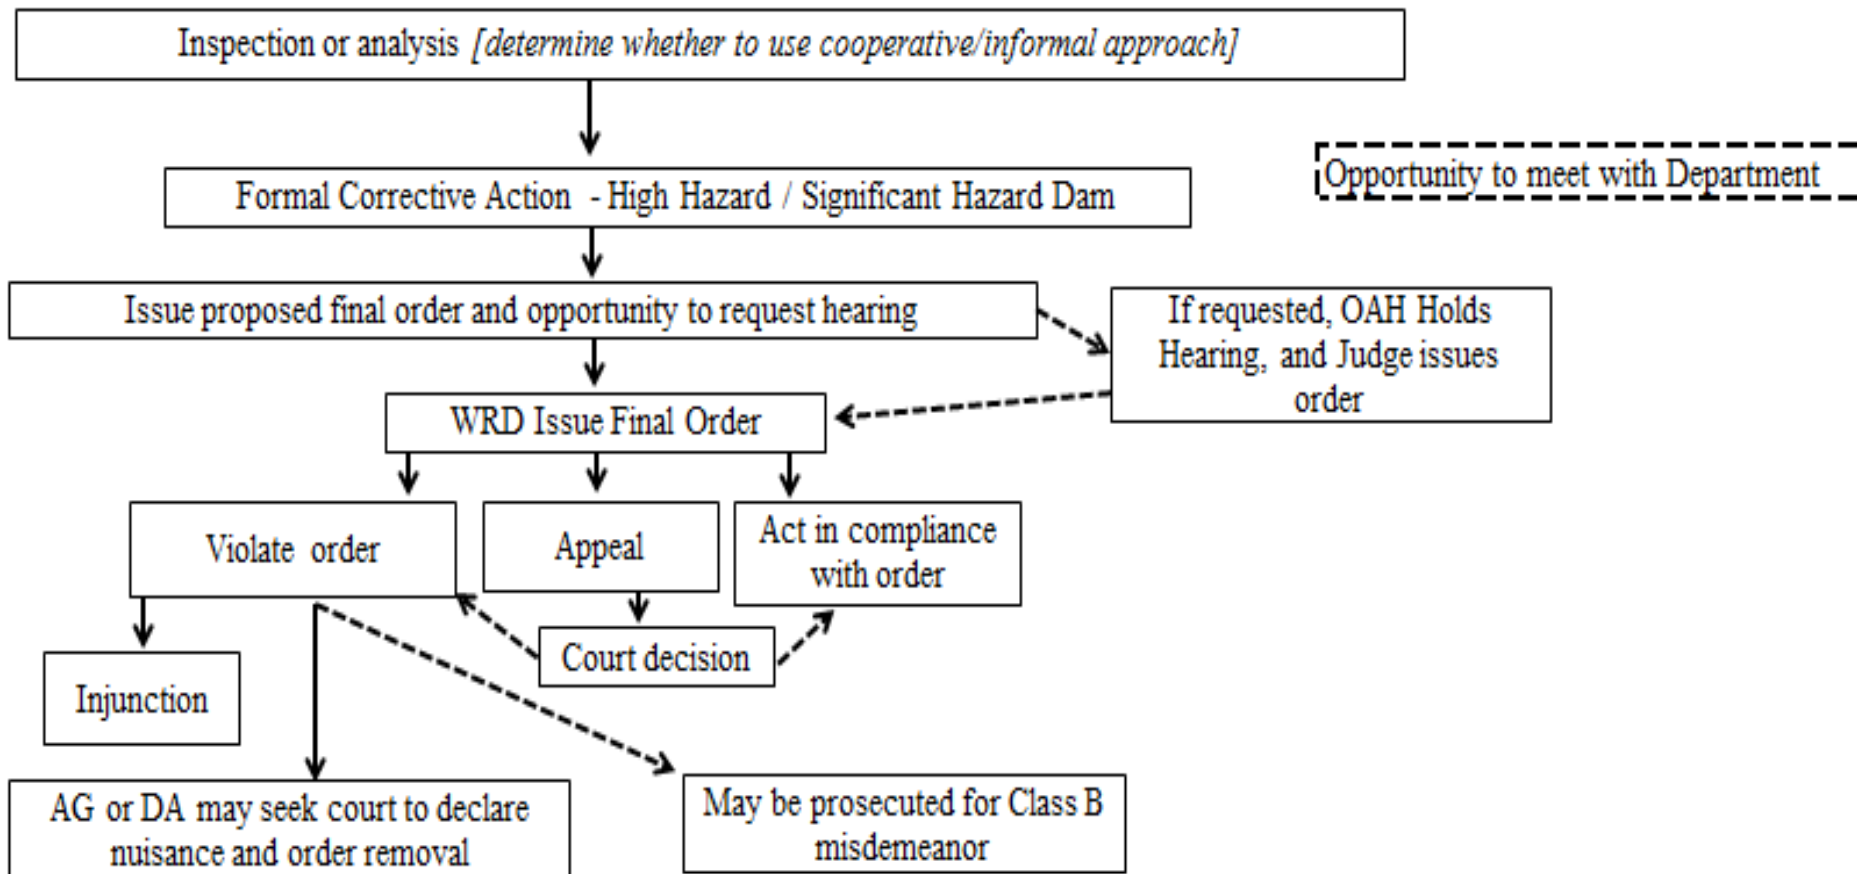 Inspection or analysis [determine whether to use cooperative/informal approach]
Opportunity to meet with Department
Formal Corrective Action - High Hazard / Significant Hazard Dam
Issue proposed final order and opportunity to request hearing
If requested, OAH Holds
Hearing, and Judge issues
order
WRD Issue Final Order
Violate order
Appeal
Act in compliance
with order
Court decision
Injunction
AG or DA may seek court to declare
nuisance and order removal
May be prosecuted for Class B
misdemeanor